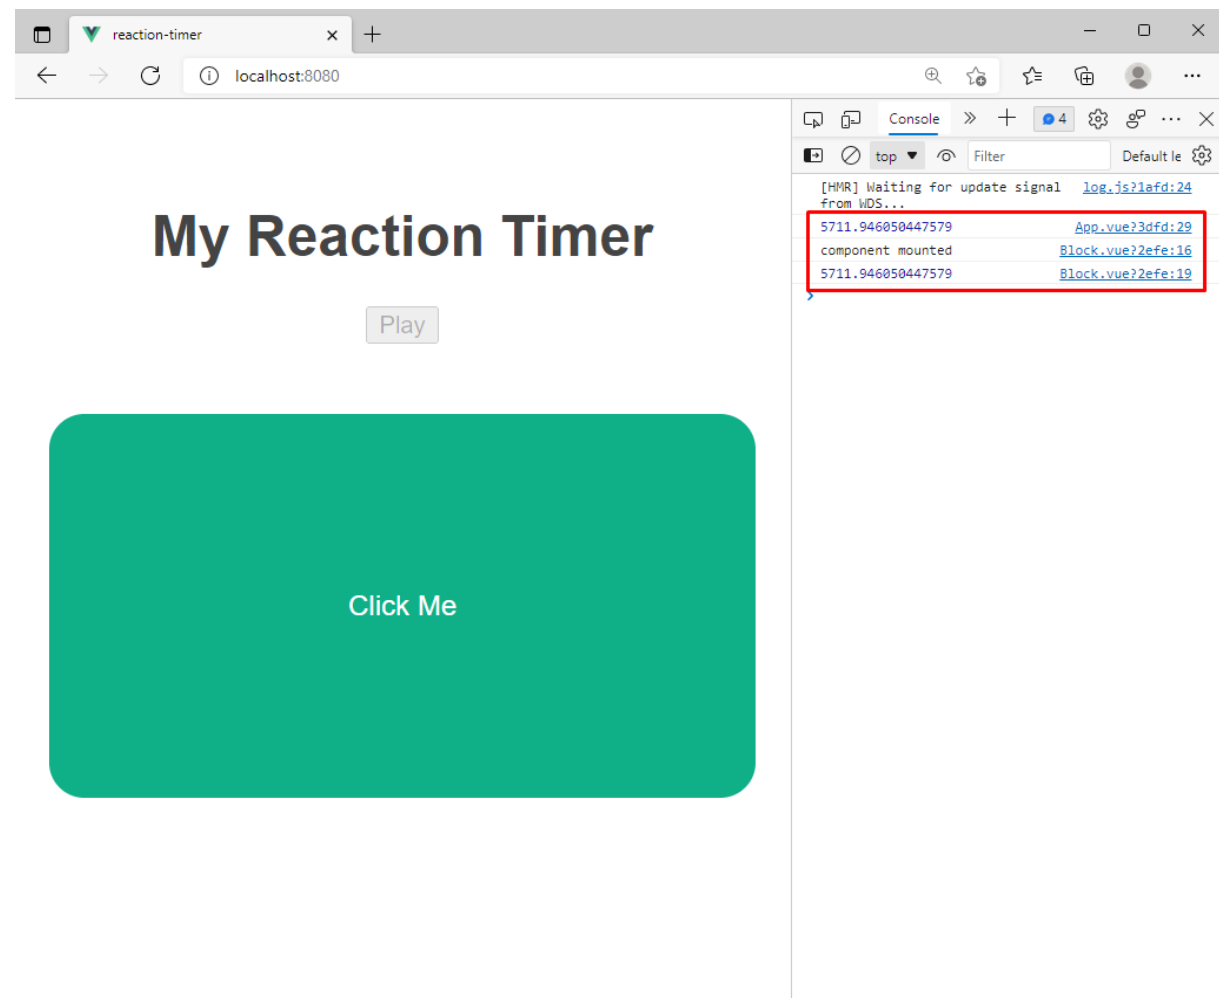 reaction-timer
localhost:8080
Console
4
top
Filter
Default le
[HMR] Waiting for update signal log.js?1afd:24
from WDS...
5711.946050447579 App.vue?3dfd:29
component mounted Block.vue?2efe:16
5711.946050447579 Block.vue?2efe:19
My Reaction Timer
Play
Click Me